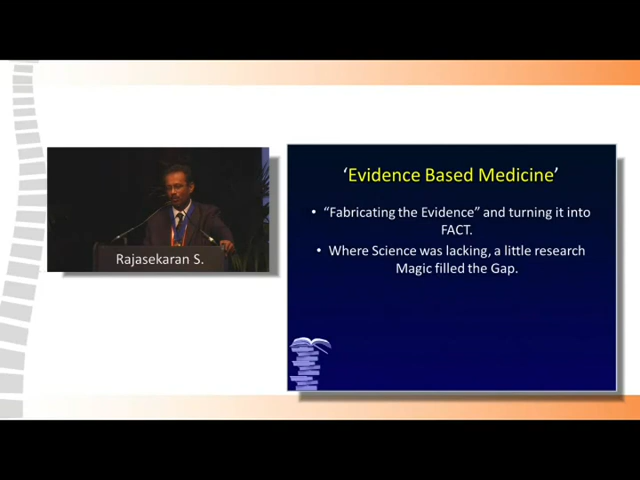 Rajasekaran S.
‘Evidence Based Medicine’
• “Fabricating the Evidence” and turning it into
FACT.
• Where Science was lacking, a little research
Magic filled the Gap.